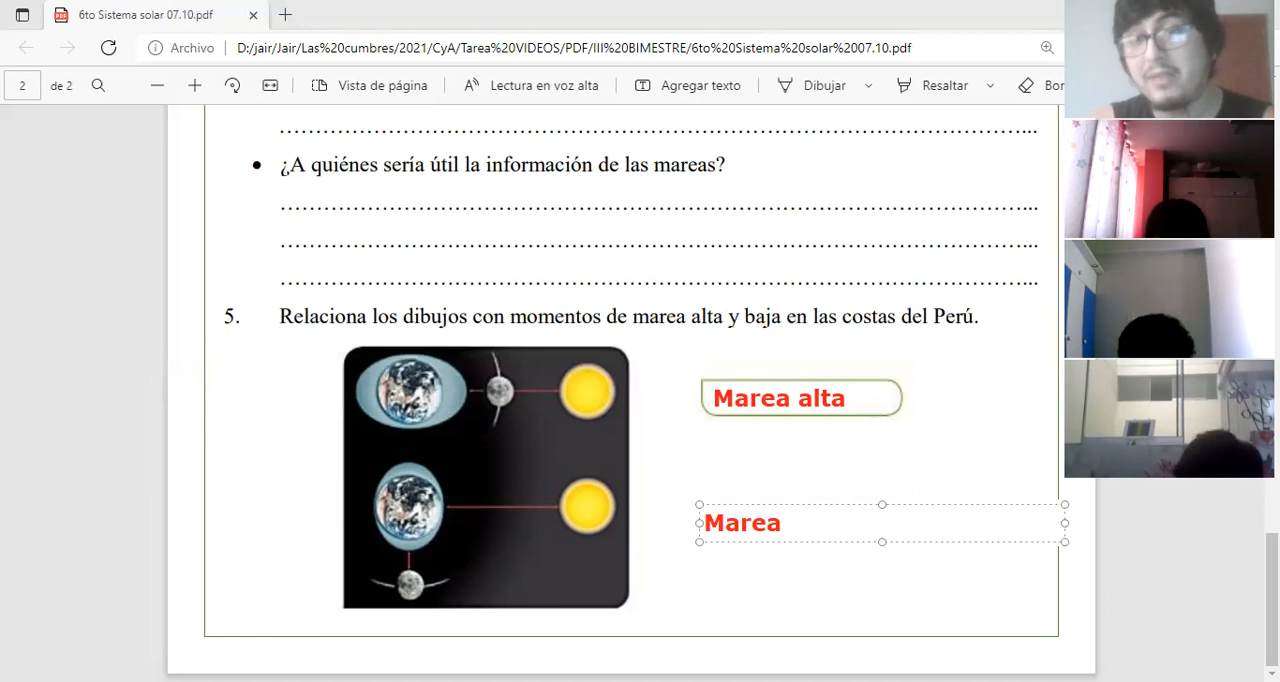 6to Sistema solar 07.10.pdf
Archivo
D:/jair/Jair/Las%20cumbres/2021/CyA/Tarea%20VIDEOS/PDF/III%20BIMESTRE/6to%20Sistema%20solar%2007.10.pdf
2 de 2
Vista de página
Lectura en voz alta
Agregar texto
Dibujar
Resaltar
Bor
• ¿A quiénes sería útil la información de las mareas?
5. Relaciona los dibujos con momentos de marea alta y baja en las costas del Perú.
Marea alta
Marea